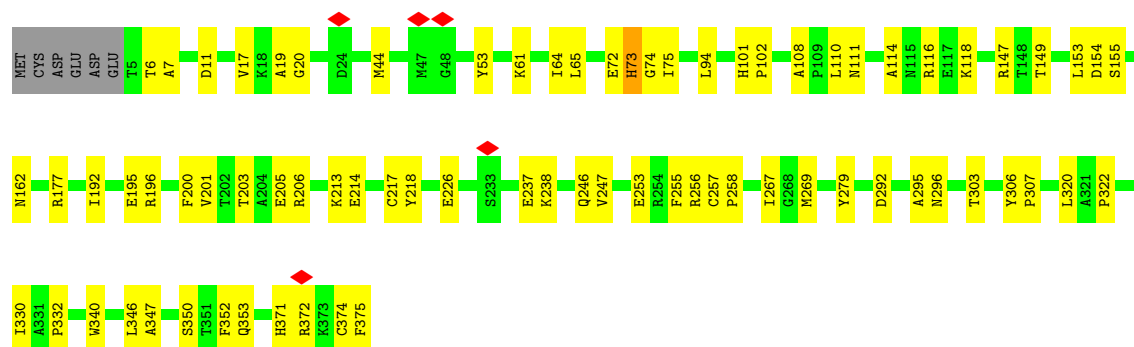 MET CYS ASP GLU ASP GLU T5 T6 A7 D11 V17 K18 A19 G20 D24 M44 M47 G48 Y53 K61 I64 L65 E72 H73 G74 I75 L94 H101 P102 A108 P109 L110 N111 A114 N115 R116 E117 K118 R147 T148 T149 L153 D154 S155
N162 R177 I192 E195 R196 F200 V201 T202 T203 A204 E205 R206 K213 E214 C217 Y218 E226 S233 E237 K238 Q246 V247 E253 R254 F255 R256 C257 P258 I267 G268 M269 Y279 D292 A295 N296 T303 Y306 P307 L320 A321 P322
I330 A331 P332 W340 L346 A347 S350 T351 F352 Q353 H371 R372 K373 C374 F375